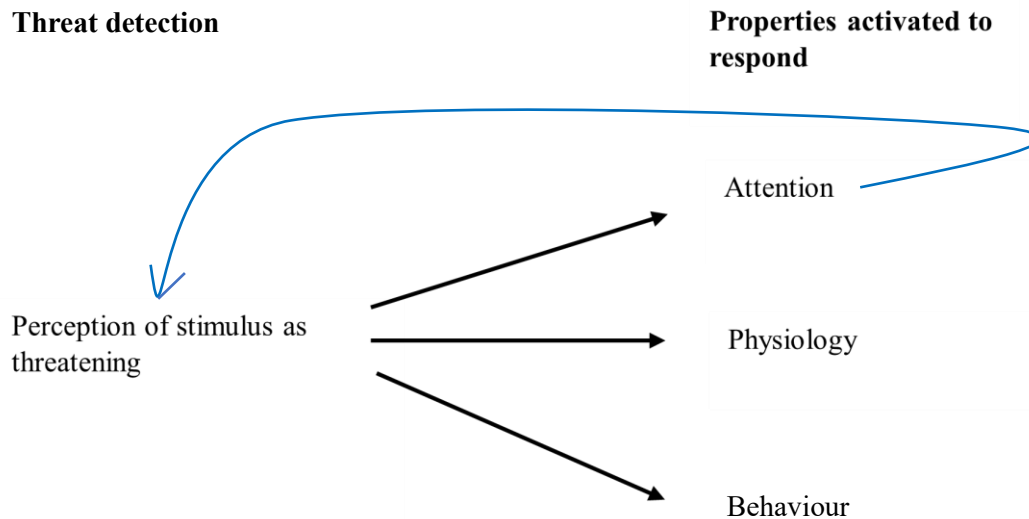 Threat detection
Properties activated to
respond
Attention
Perception of stimulus as
threatening
Physiology
Behaviour